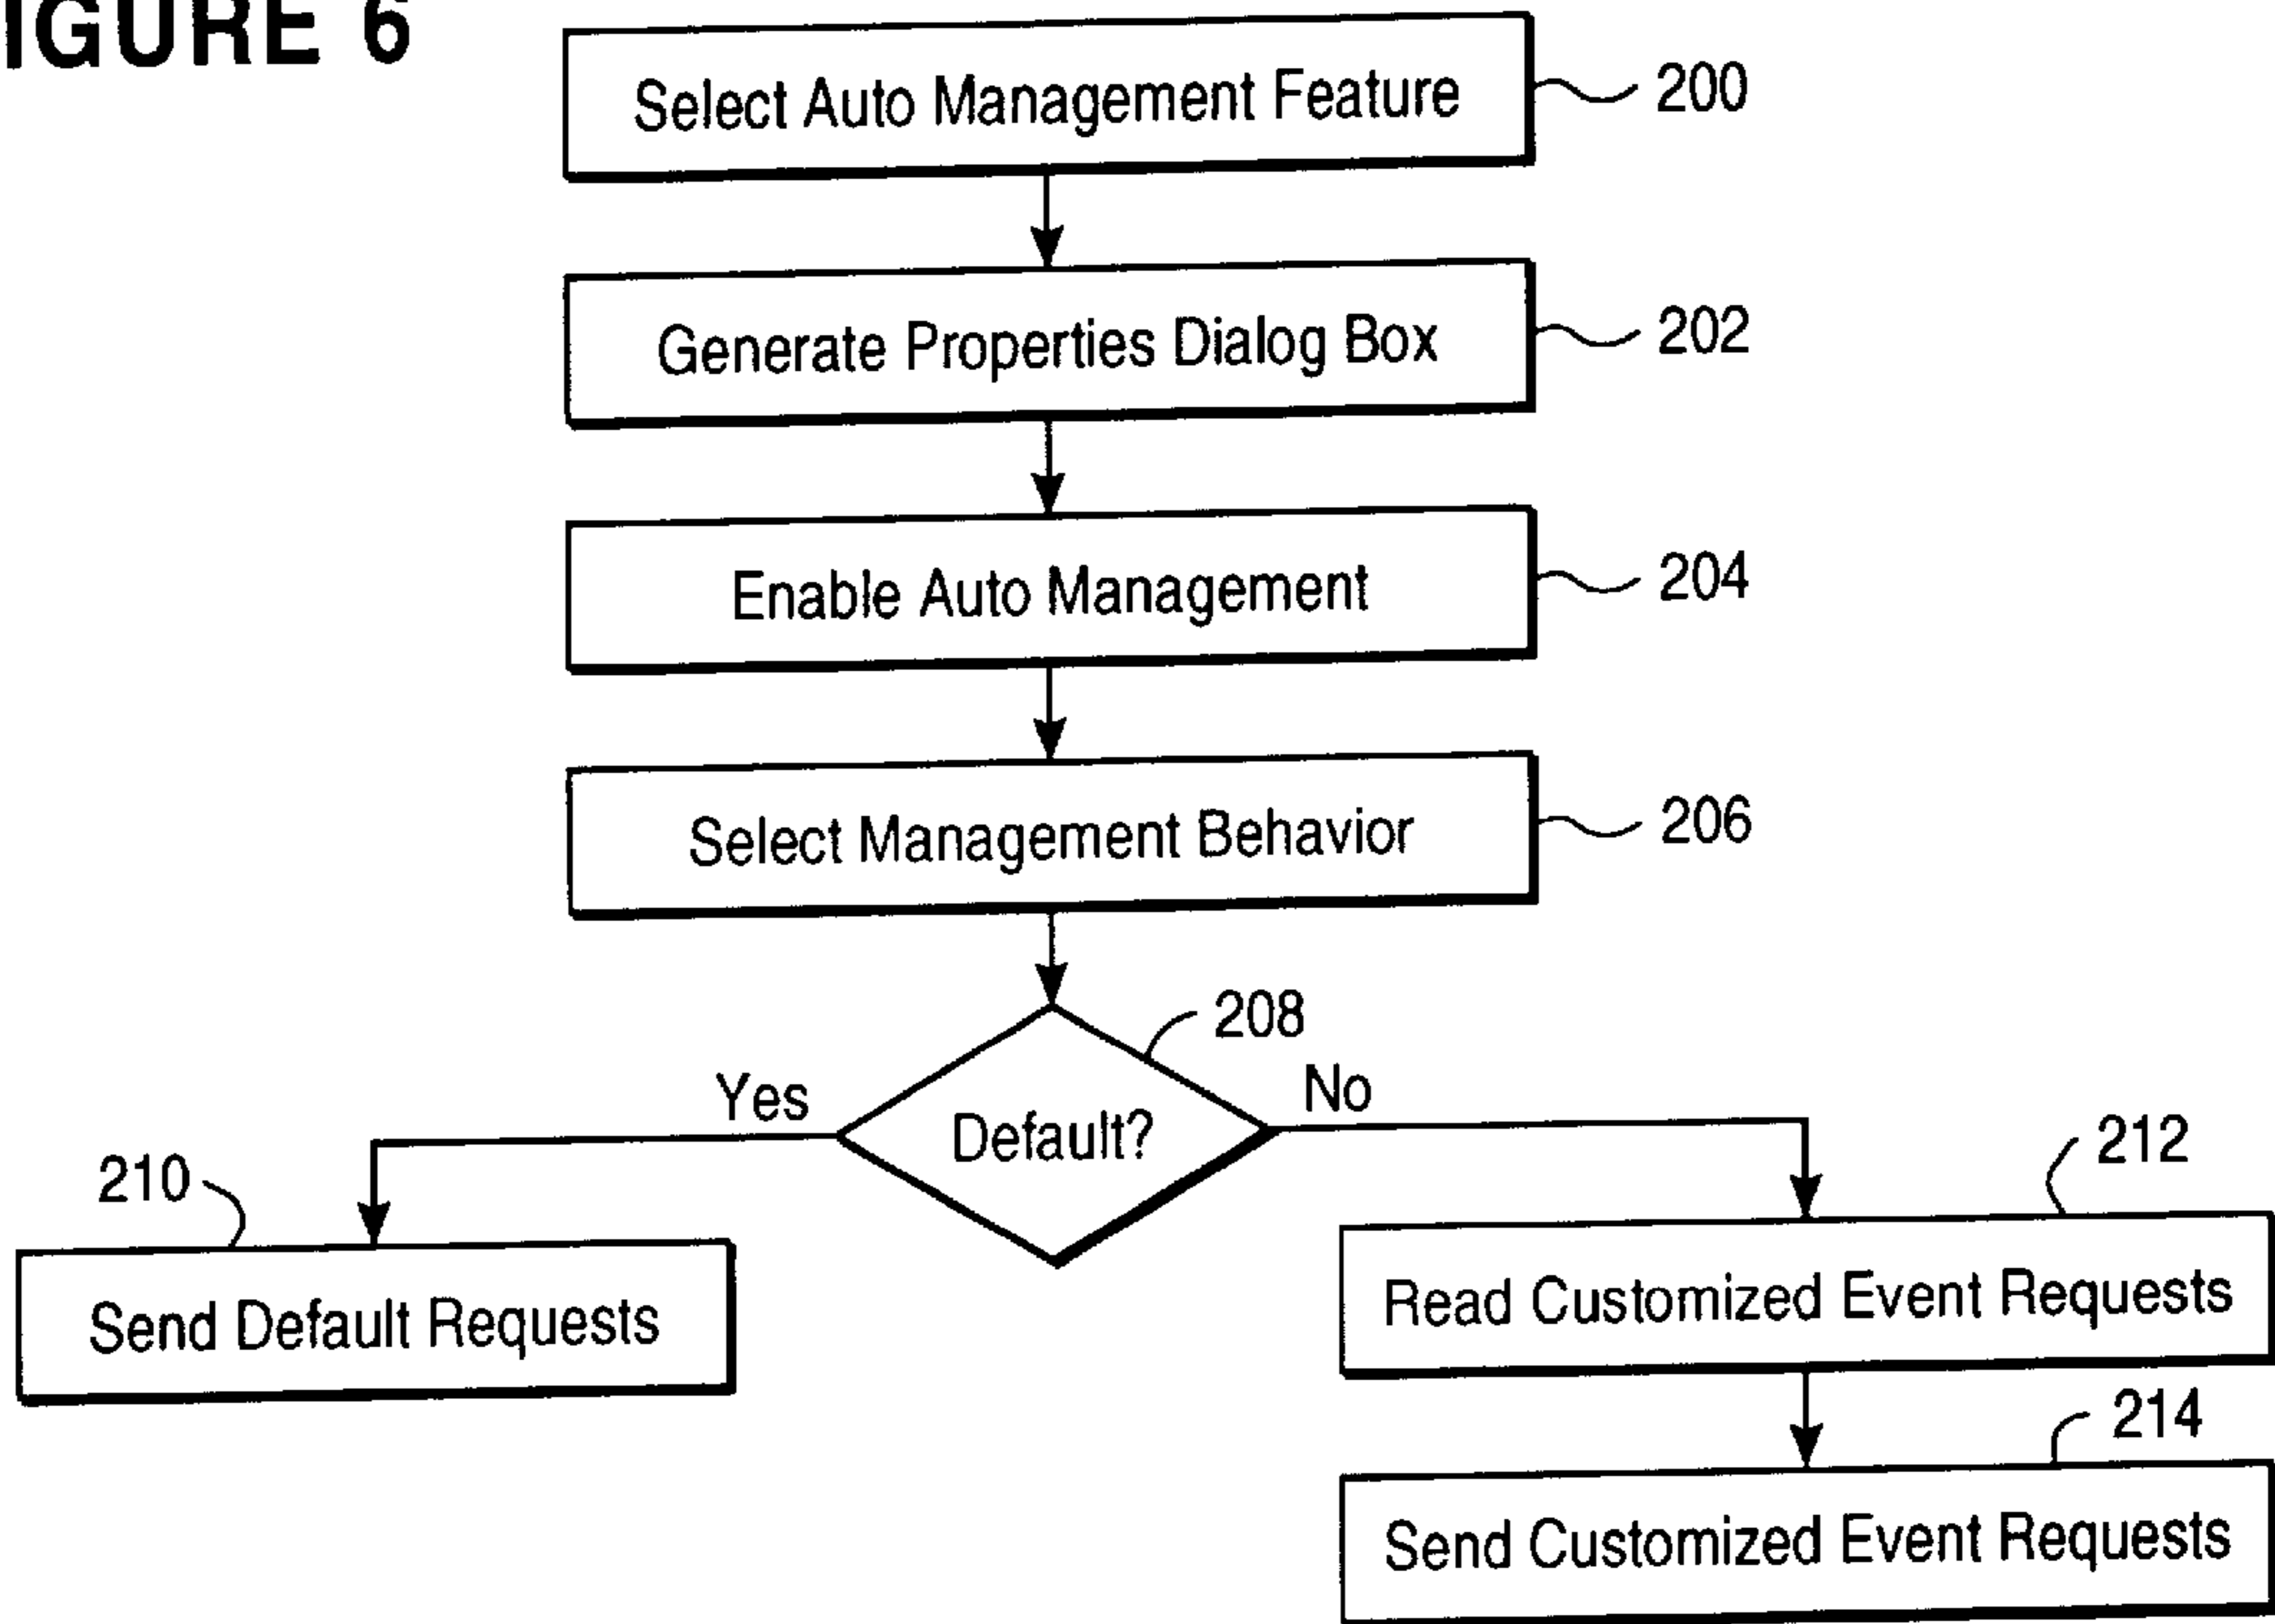 IGURE 6
Select Auto Management Feature
200
Generate Properties Dialog Box
202
Enable Auto Management
204
Select Management Behavior
206
208
Yes
Default?
No
210
212
Send Default Requests
Read Customized Event Requests
214
Send Customized Event Requests